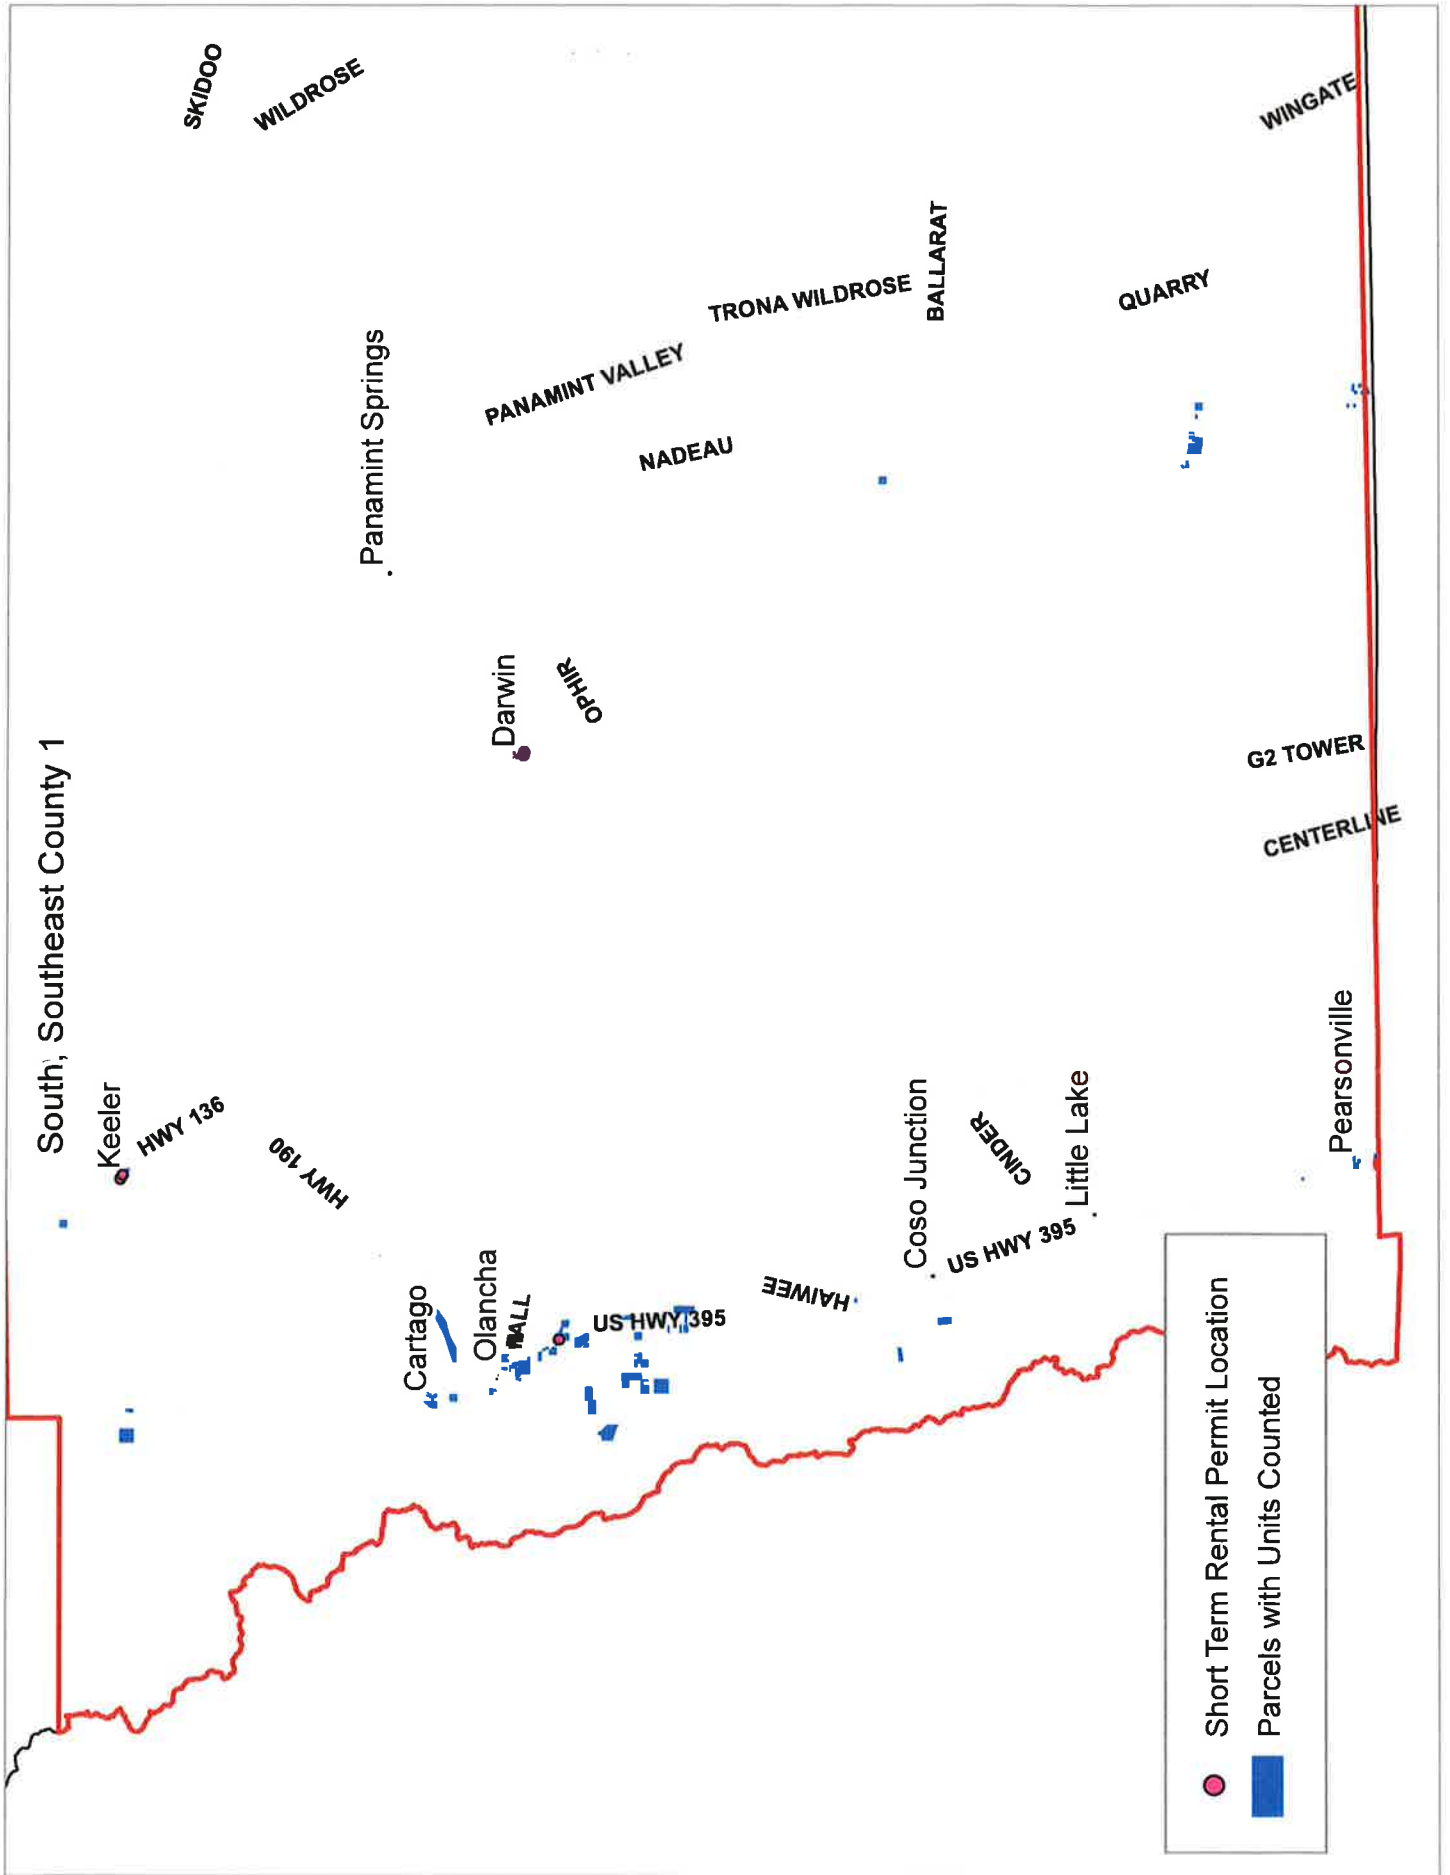 South, Southeast County 1
Keeler
HWY 136
SKIDOO
HWY 190
WILDROSE
Panamint Springs
Cartago
Olancha
Darwin
OPHIR
PANAMINT VALLEY
US HWY 395
NADEAU
TRONA WILDROSE
HAIWEE
Coso Junction
BALLARAT
US HWY 395
CINDER
Little Lake
QUARRY
G2 TOWER
CENTERLINE
WINGATE
Pearsonville
Short Term Rental Permit Location
Parcels with Units Counted